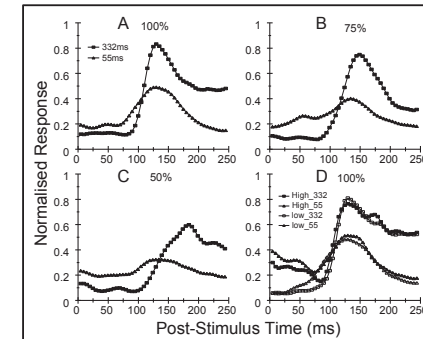 A 100%
332ms
55ms
1
0.8
0.6
0.4
0.2
0
0 50 100 150 200 250
B 75%
1
0.8
0.6
0.4
0.2
0
0 50 100 150 200 250
Normalised Response
C 50%
1
0.8
0.6
0.4
0.2
0
0 50 100 150 200 250
D 100%
High_332
High_55
low_332
low_55
1
0.8
0.6
0.4
0.2
0
0 50 100 150 200 250
Post-Stimulus Time (ms)